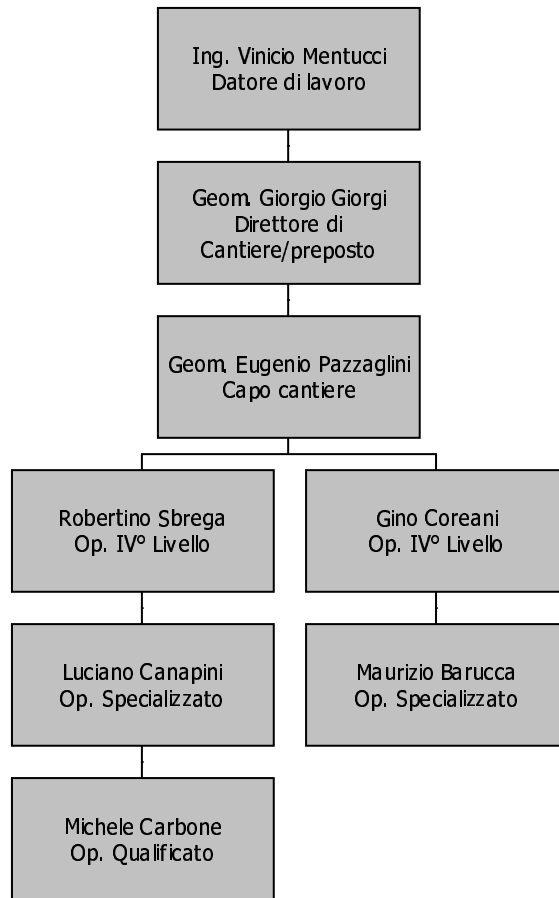 Ing. Vinicio Mentucci
Datore di lavoro
Geom. Giorgio Giorgi
Direttore di
Cantiere/preposto
Geom. Eugenio Pazzaglini
Capo cantiere
Robertino Sbrega
Op. IV° Livello
Gino Coreani
Op. IV° Livello
Luciano Canapini
Op. Specializzato
Maurizio Barucca
Op. Specializzato
Michele Carbone
Op. Qualificato